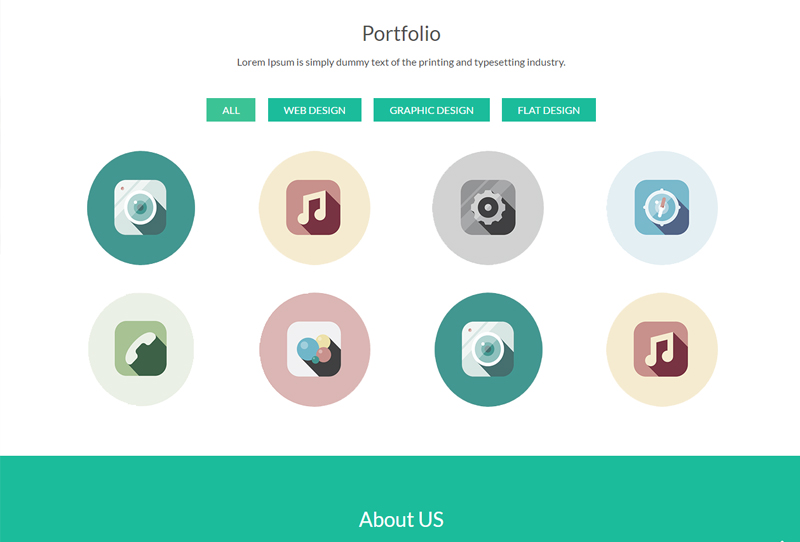 Portfolio
Lorem Ipsum is simply dummy text of the printing and typesetting industry.
ALL
WEB DESIGN
GRAPHIC DESIGN
FLAT DESIGN
About US